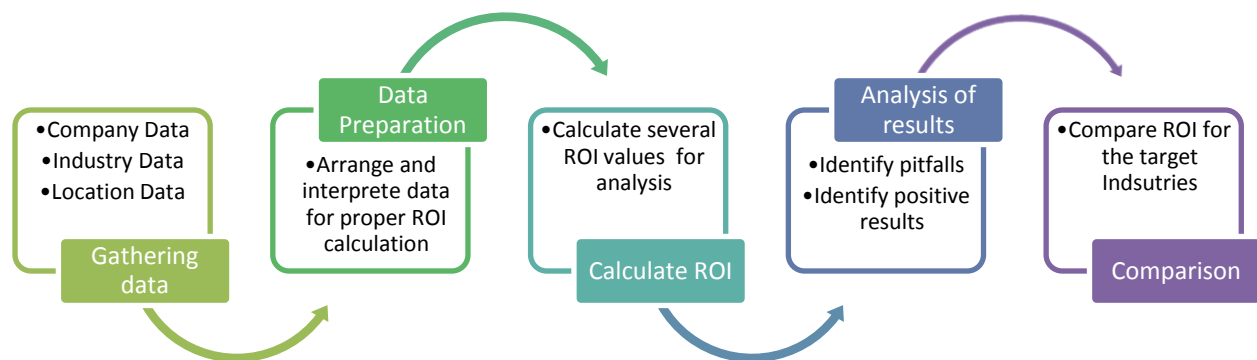 •Company Data
•Industry Data
•Location Data
Gathering
data
Data
Preparation
•Arrange and
interprete data
for proper ROI
calculation
•Calculate several
ROI values for
analysis
Calculate ROI
Analysis of
results
•Identify pitfalls
•Identify positive
results
•Compare ROI for
the target
Indsutries
Comparison